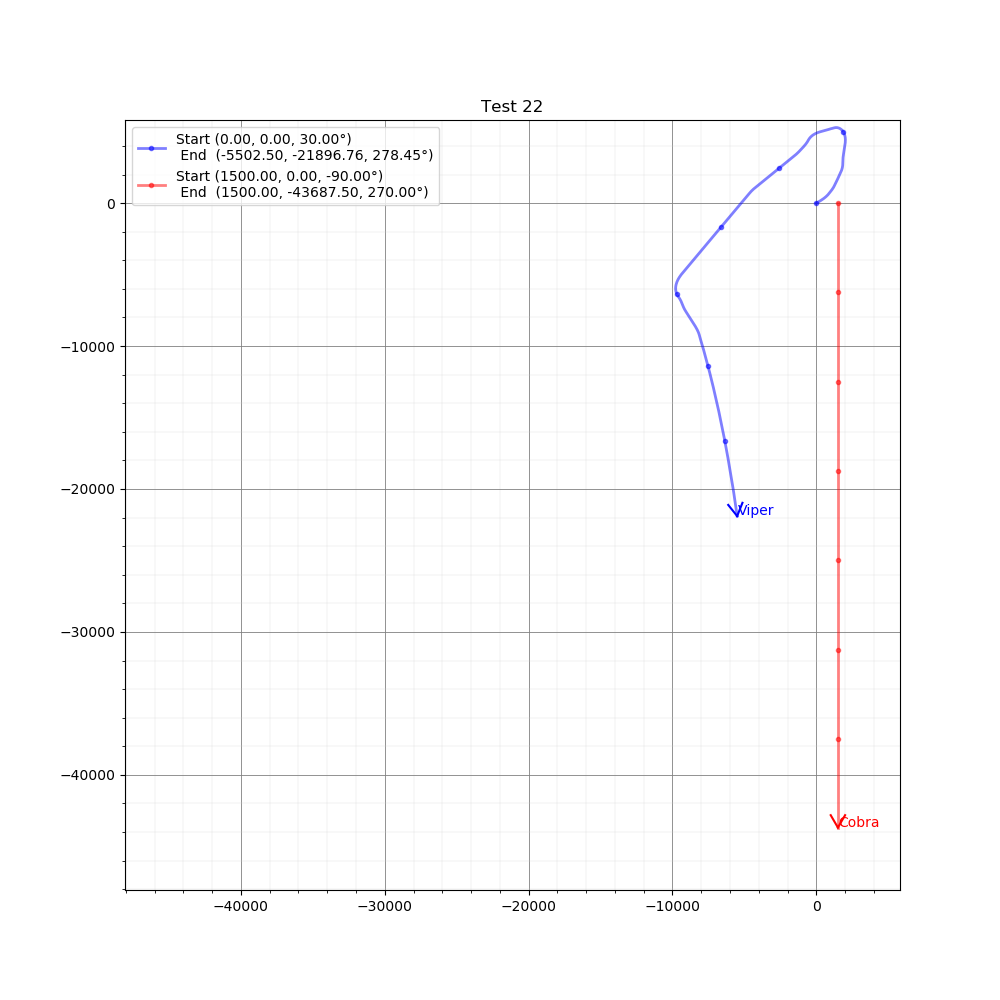 Test 22
Start (0.00, 0.00, 30.00°)
End (-5502.50, -21896.76, 278.45°)
Start (1500.00, 0.00, -90.00°)
End (1500.00, -43687.50, 270.00°)
0
−10000
−20000
−30000
−40000
Viper
Cobra
−40000 −30000 −20000 −10000 0